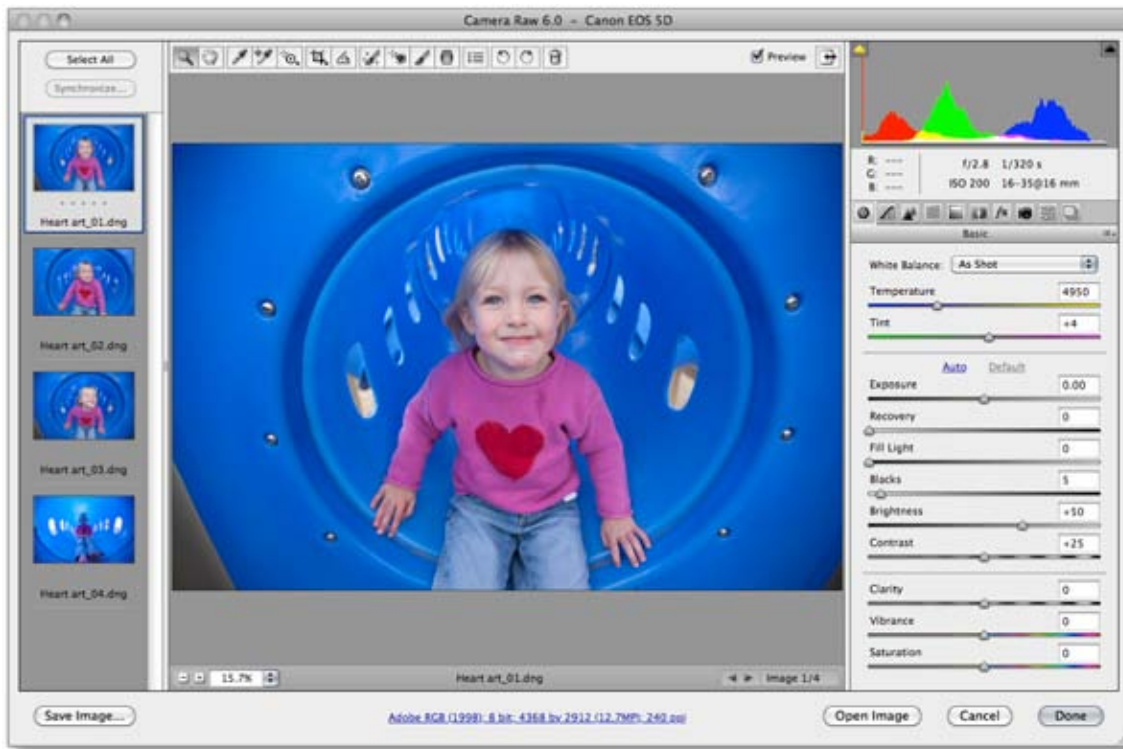 Camera Raw 6.0 – Canon EOS 5D
Select All
Synchronize...
Heart art_01.dng
Heart art_02.dng
Heart art_03.dng
Heart art_04.dng
Preview
R: ---
G: ---
B: ---
f/2.8 1/320 s
ISO 200 16-35@16 mm
Basic
White Balance: As Shot
Temperature 4950
Tint +4
Auto Default
Exposure 0.00
Recovery 0
Fill Light 0
Blacks 5
Brightness +50
Contrast +25
Clarity 0
Vibrance 0
Saturation 0
15.7%
Heart art_01.dng
Image 1/4
Save Image...
Adobe RGB (1998); 8 bit; 4368 by 2912 (12.7MP); 240 ppi
Open Image
Cancel
Done